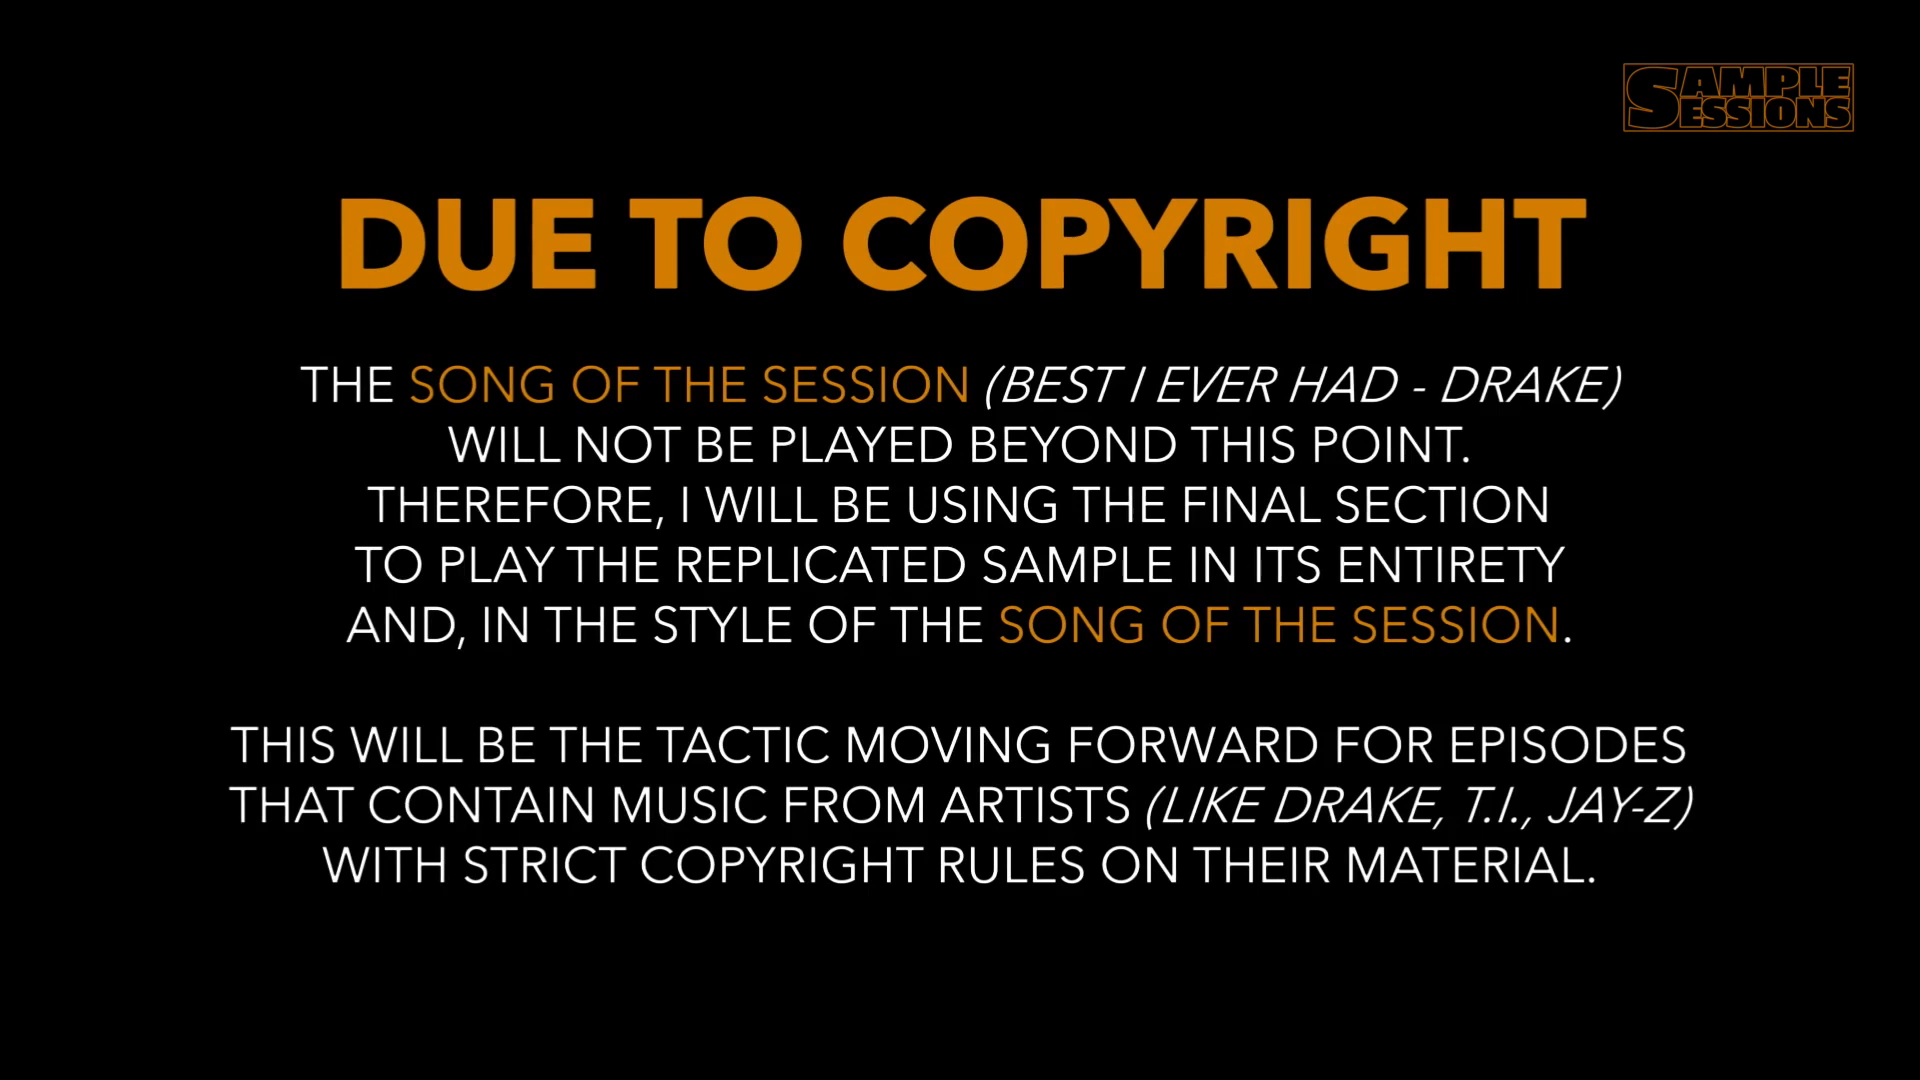 SAMPLE
SESSIONS
DUE TO COPYRIGHT
THE SONG OF THE SESSION (BEST I EVER HAD - DRAKE)
WILL NOT BE PLAYED BEYOND THIS POINT.
THEREFORE, I WILL BE USING THE FINAL SECTION
TO PLAY THE REPLICATED SAMPLE IN ITS ENTIRETY
AND, IN THE STYLE OF THE SONG OF THE SESSION.
THIS WILL BE THE TACTIC MOVING FORWARD FOR EPISODES
THAT CONTAIN MUSIC FROM ARTISTS (LIKE DRAKE, T.I., JAY-Z)
WITH STRICT COPYRIGHT RULES ON THEIR MATERIAL.